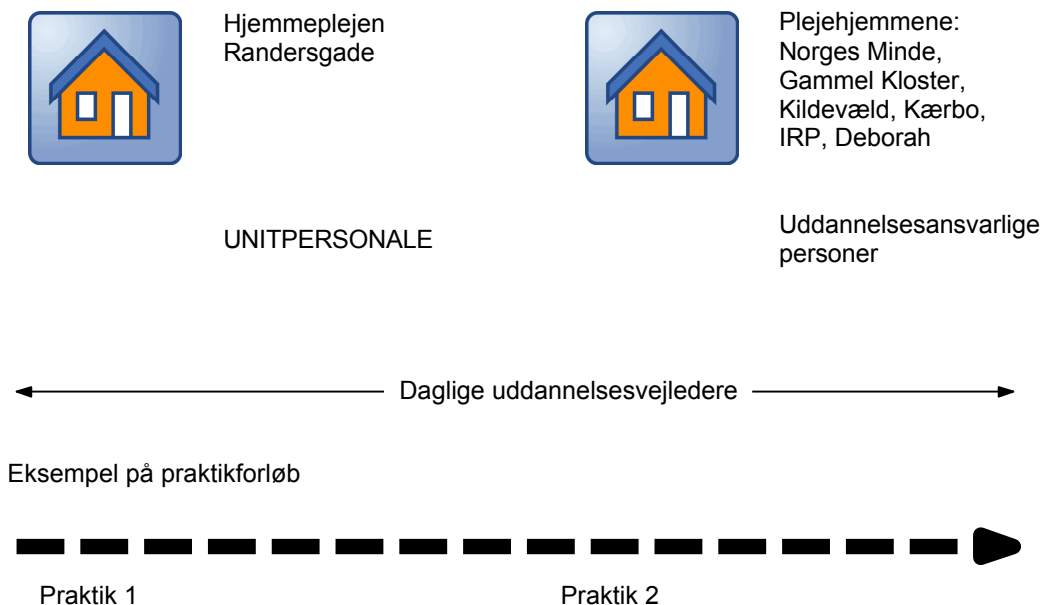 Hjemmeplejen
Randersgade
Plejehjemmene:
Norges Minde,
Gammel Kloster,
Kildevæld, Kærbo,
IRP, Deborah
UNITPERSONALE
Uddannelsesansvarlige
personer
Daglige uddannelsesvejledere
Eksempel på praktikforløb
Praktik 1
Praktik 2